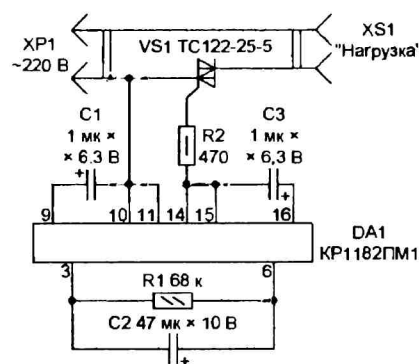 XP1
~220 В
VS1 ТС122-25-5
XS1
"Нагрузка"
C1
1 мк ×
× 6,3 В
+
R2
470
C3
1 мк ×
× 6,3 В
+
9
10
11
14
15
16
DA1
КР1182ПМ1
3
6
R1 68 к
C2 47 мк × 10 В
+